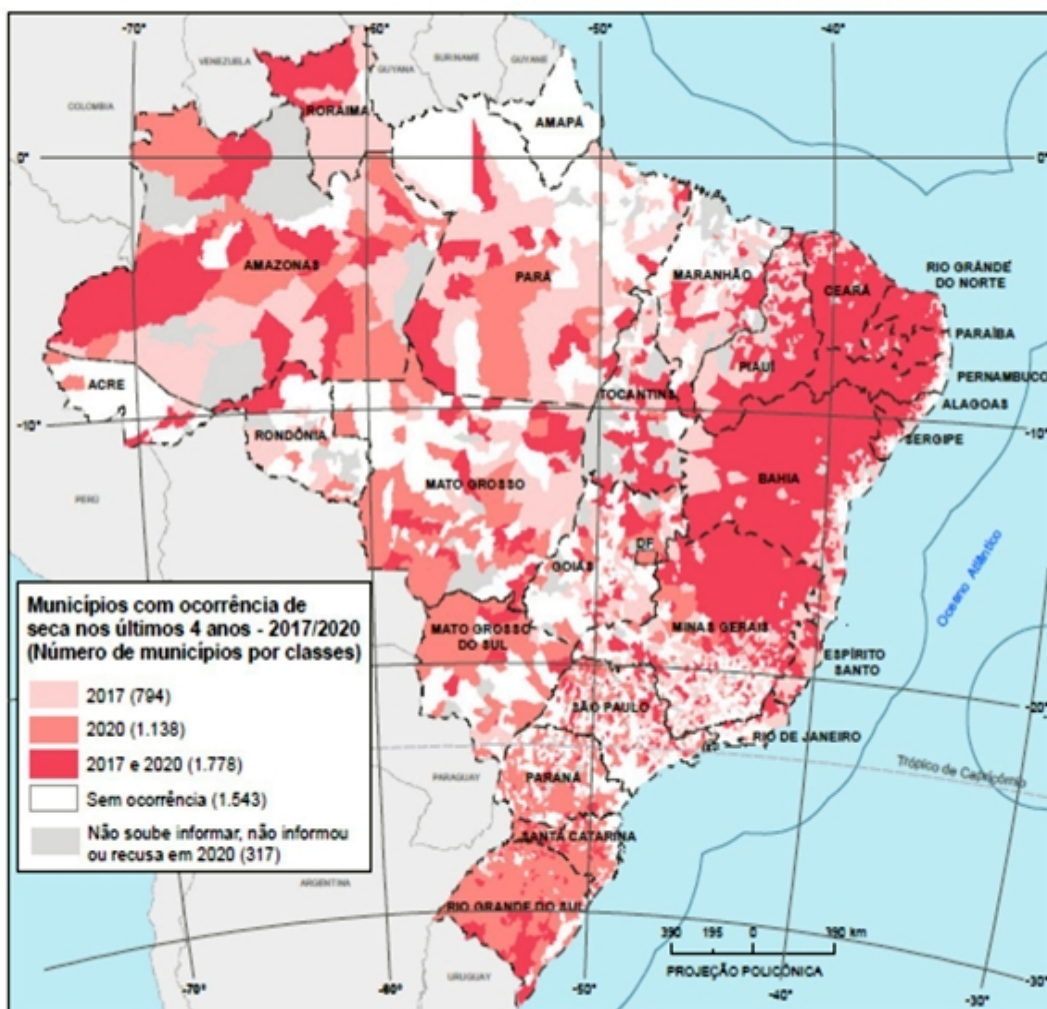 -70°
-60°
-50°
-40°
VENEZUELA
GUYANA
SURINAME
GUYANE
COLOMBIA
RORAIMA
AMAPÁ
0°
0°
AMAZONAS
PARÁ
MARANHÃO
CEARÁ
RIO GRANDE
DO NORTE
PARAÍBA
PIAUÍ
PERNAMBUCO
ACRE
TOCANTINS
ALAGOAS
-10°
-10°
RONDÔNIA
SERGIPE
MATO GROSSO
BAHIA
PERÚ
DF
GOIÁS
Oceano Atlântico
Municípios com ocorrência de
seca nos últimos 4 anos - 2017/2020
(Número de municípios por classes)
2017 (794)
2020 (1.138)
2017 e 2020 (1.778)
Sem ocorrência (1.543)
Não soube informar, não informou
ou recusa em 2020 (317)
MATO GROSSO
DO SUL
MINAS GERAIS
ESPÍRITO
SANTO
-20°
SÃO PAULO
RIO DE JANEIRO
Trópico de Capricórnio
PARAGUAY
PARANÁ
SANTA CATARINA
ARGENTINA
RIO GRANDE DO SUL
390 195 0 390 km
PROJEÇÃO POLICÔNICA
URUGUAY
-30°
-70°
-60°
-50°
-40°
-30°